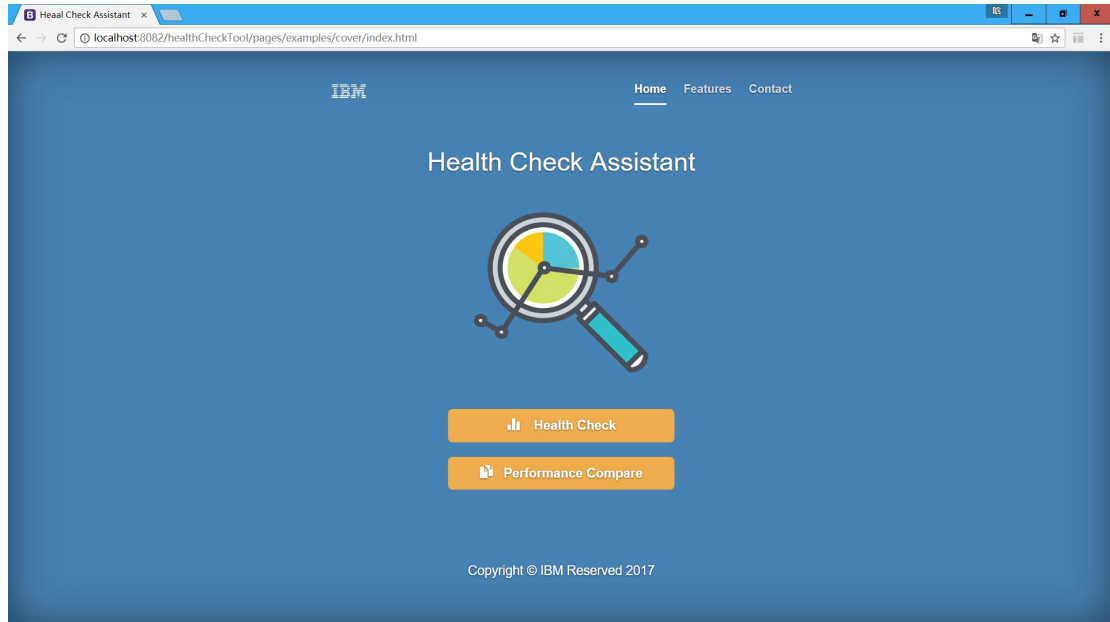 Heaal Check Assistant
localhost:8082/healthCheckTool/pages/examples/cover/index.html
IBM
Home Features Contact
Health Check Assistant
Health Check
Performance Compare
Copyright © IBM Reserved 2017